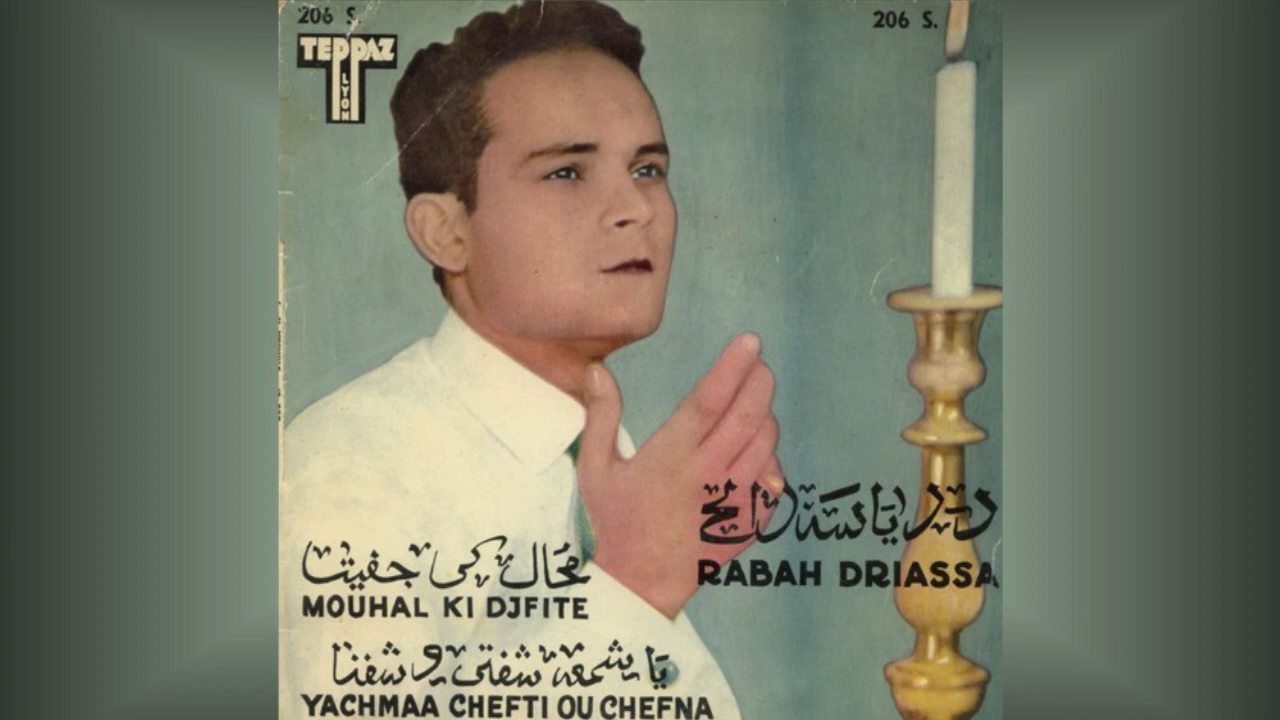 206 S.
206 S.
TEPPAZ
LYON
درياسة رابح
RABAH DRIASSA
محال كي جفيت
MOUHAL KI DJFITE
يا شمعة شفتي وشفنا
YACHMAA CHEFTI OU CHEFNA